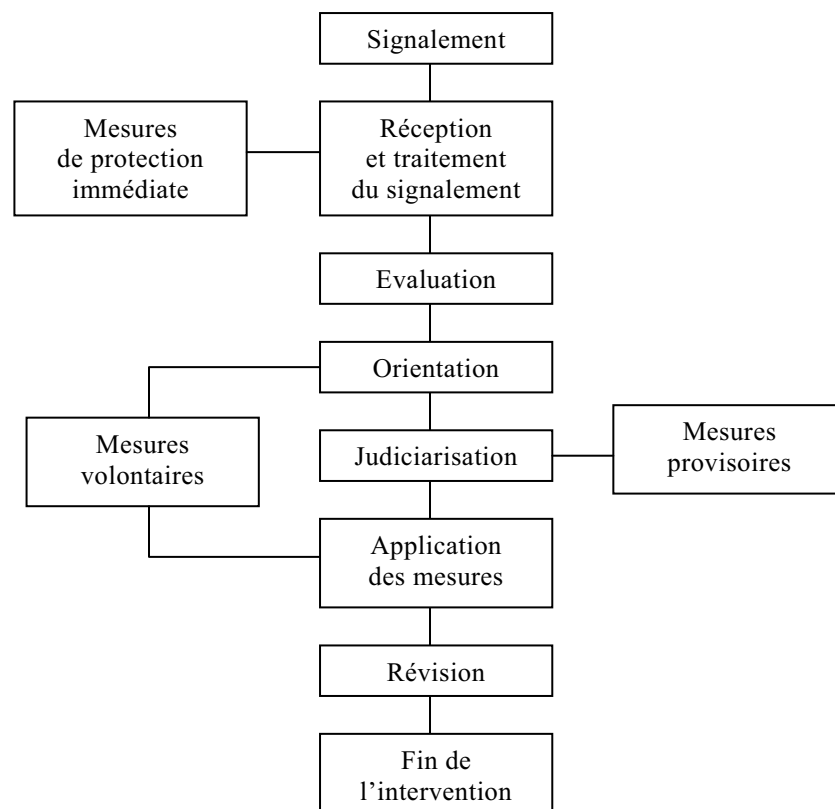 Signalement
Mesures
de protection
immédiate
Réception
et traitement
du signalement
Evaluation
Orientation
Mesures
volontaires
Judiciarisation
Mesures
provisoires
Application
des mesures
Révision
Fin de
l’intervention